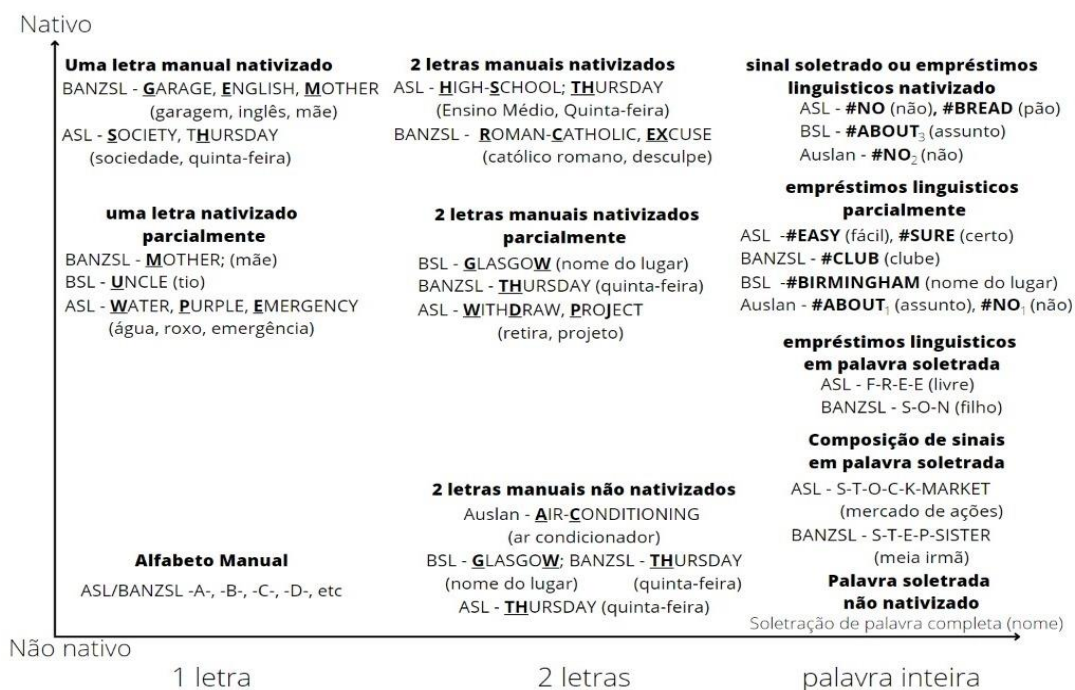 Nativo
Uma letra manual nativizado
BANZSL - GARAGE, ENGLISH, MOTHER
(garagem, inglês, mãe)
ASL - SOCIETY, THURSDAY
(sociedade, quinta-feira)
uma letra nativizado
parcialmente
BANZSL - MOTHER; (mãe)
BSL - UNCLE (tio)
ASL - WATER, PURPLE, EMERGENCY
(água, roxo, emergência)
Alfabeto Manual
ASL/BANZSL -A-, -B-, -C-, -D-, etc
2 letras manuais nativizados
ASL - HIGH-SCHOOL; THURSDAY
(Ensino Médio, Quinta-feira)
BANZSL - ROMAN-CATHOLIC, EXCUSE
(católico romano, desculpe)
2 letras manuais nativizados
parcialmente
BSL - GLASGOW (nome do lugar)
BANZSL - THURSDAY (quinta-feira)
ASL - WITHDRAW, PROJECT
(retira, projeto)
2 letras manuais não nativizados
Auslan - AIR-CONDITIONING
(ar condicionador)
BSL - GLASGOW; BANZSL - THURSDAY
(nome do lugar) (quinta-feira)
ASL - THURSDAY (quinta-feira)
sinal soletrado ou empréstimos
linguisticos nativizado
ASL - #NO (não), #BREAD (pão)
BSL - #ABOUT3 (assunto)
Auslan - #NO2 (não)
empréstimos linguisticos
parcialmente
ASL -#EASY (fácil), #SURE (certo)
BANZSL - #CLUB (clube)
BSL -#BIRMINGHAM (nome do lugar)
Auslan - #ABOUT1 (assunto), #NO1 (não)
empréstimos linguisticos
em palavra soletrada
ASL - F-R-E-E (livre)
BANZSL - S-O-N (filho)
Composição de sinais
em palavra soletrada
ASL - S-T-O-C-K-MARKET
(mercado de ações)
BANZSL - S-T-E-P-SISTER
(meia irmã)
Palavra soletrada
não nativizado
Soletração de palavra completa (nome)
Não nativo
1 letra
2 letras
palavra inteira